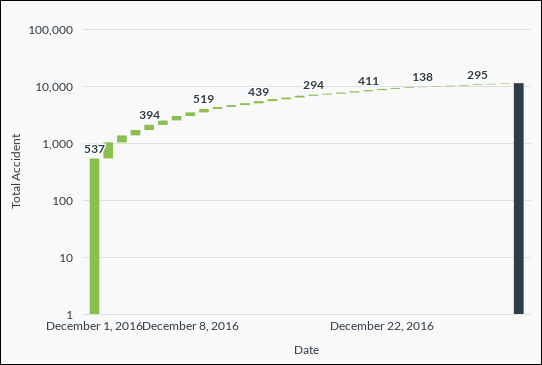 100,000
10,000
1,000
100
10
1
Total Accident
537
394
519
439
294
411
138
295
December 1, 2016
December 8, 2016
December 22, 2016
Date